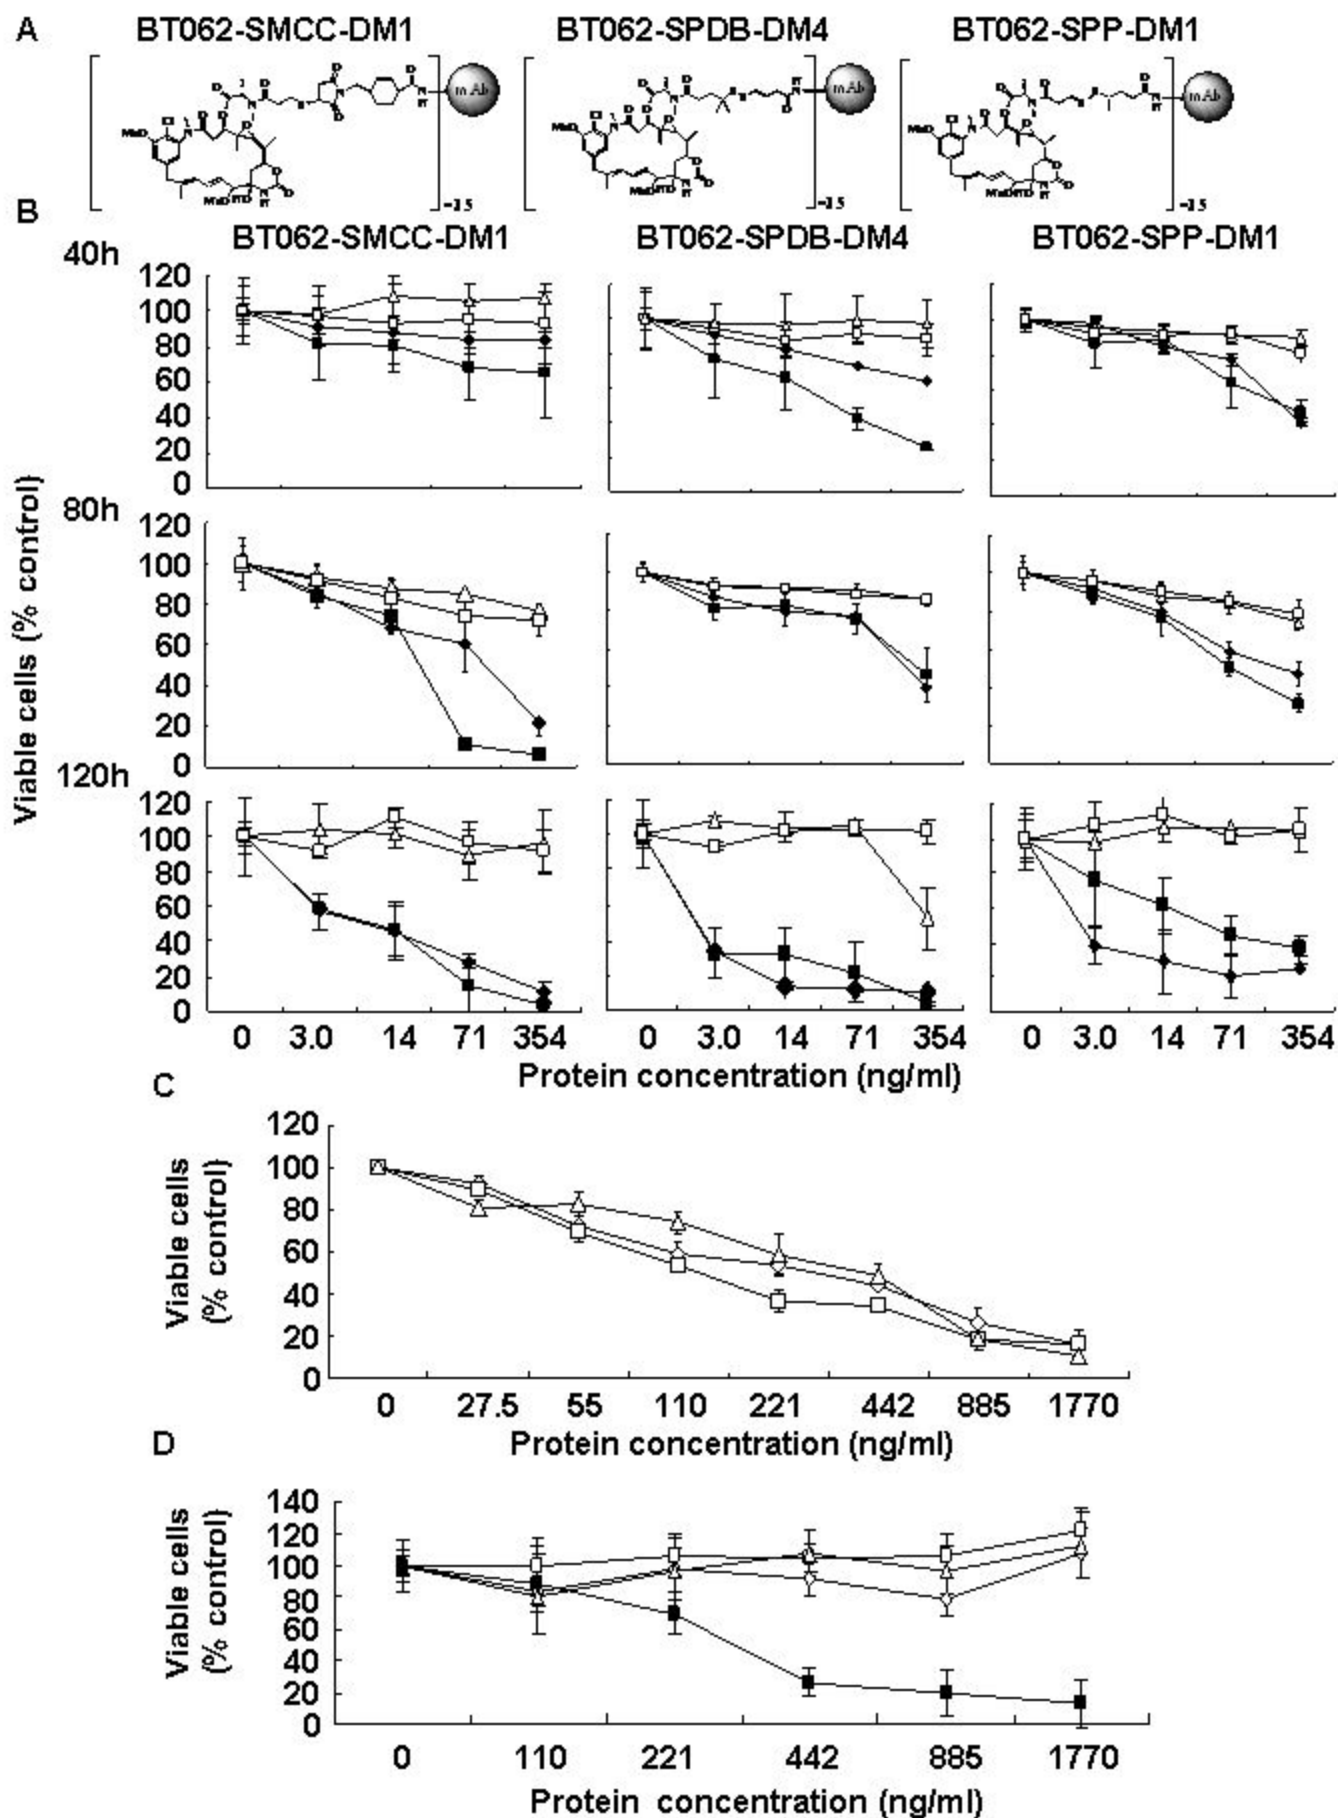 A
BT062-SMCC-DM1 BT062-SPDB-DM4 BT062-SPP-DM1
mAb mAb mAb
~15 ~15 ~15
B
BT062-SMCC-DM1 BT062-SPDB-DM4 BT062-SPP-DM1
40h
120
100
80
60
40
20
0
80h
120
100
80
60
40
20
0
120h
120
100
80
60
40
20
0
Viable cells (% control)
0 3.0 14 71 354 0 3.0 14 71 354 0 3.0 14 71 354
Protein concentration (ng/ml)
C
120
100
80
60
40
20
0
Viable cells
(% control)
0 27.5 55 110 221 442 885 1770
Protein concentration (ng/ml)
D
140
120
100
80
60
40
20
0
Viable cells
(% control)
0 110 221 442 885 1770
Protein concentration (ng/ml)